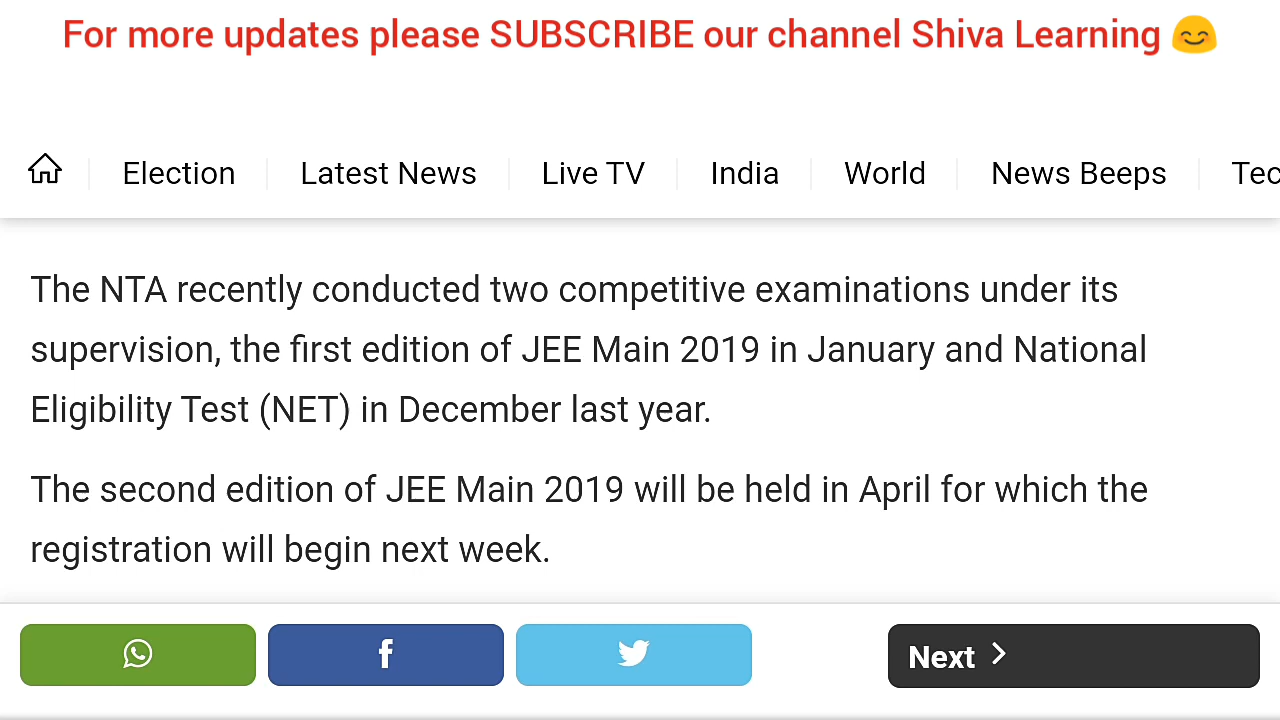 For more updates please SUBSCRIBE our channel Shiva Learning 😊
Election Latest News Live TV India World News Beeps Tec
The NTA recently conducted two competitive examinations under its
supervision, the first edition of JEE Main 2019 in January and National
Eligibility Test (NET) in December last year.
The second edition of JEE Main 2019 will be held in April for which the
registration will begin next week.
Next